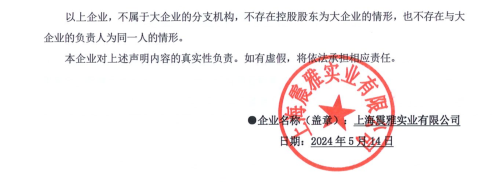 以上企业，不属于大企业的分支机构，不存在控股股东为大企业的情形，也不存在与大
企业的负责人为同一人的情形。
本企业对上述声明内容的真实性负责。如有虚假，将依法承担相应责任。
上海震雅实业有限公司
●企业名称（盖章）：上海震雅实业有限公司
日期：2024年5月14日